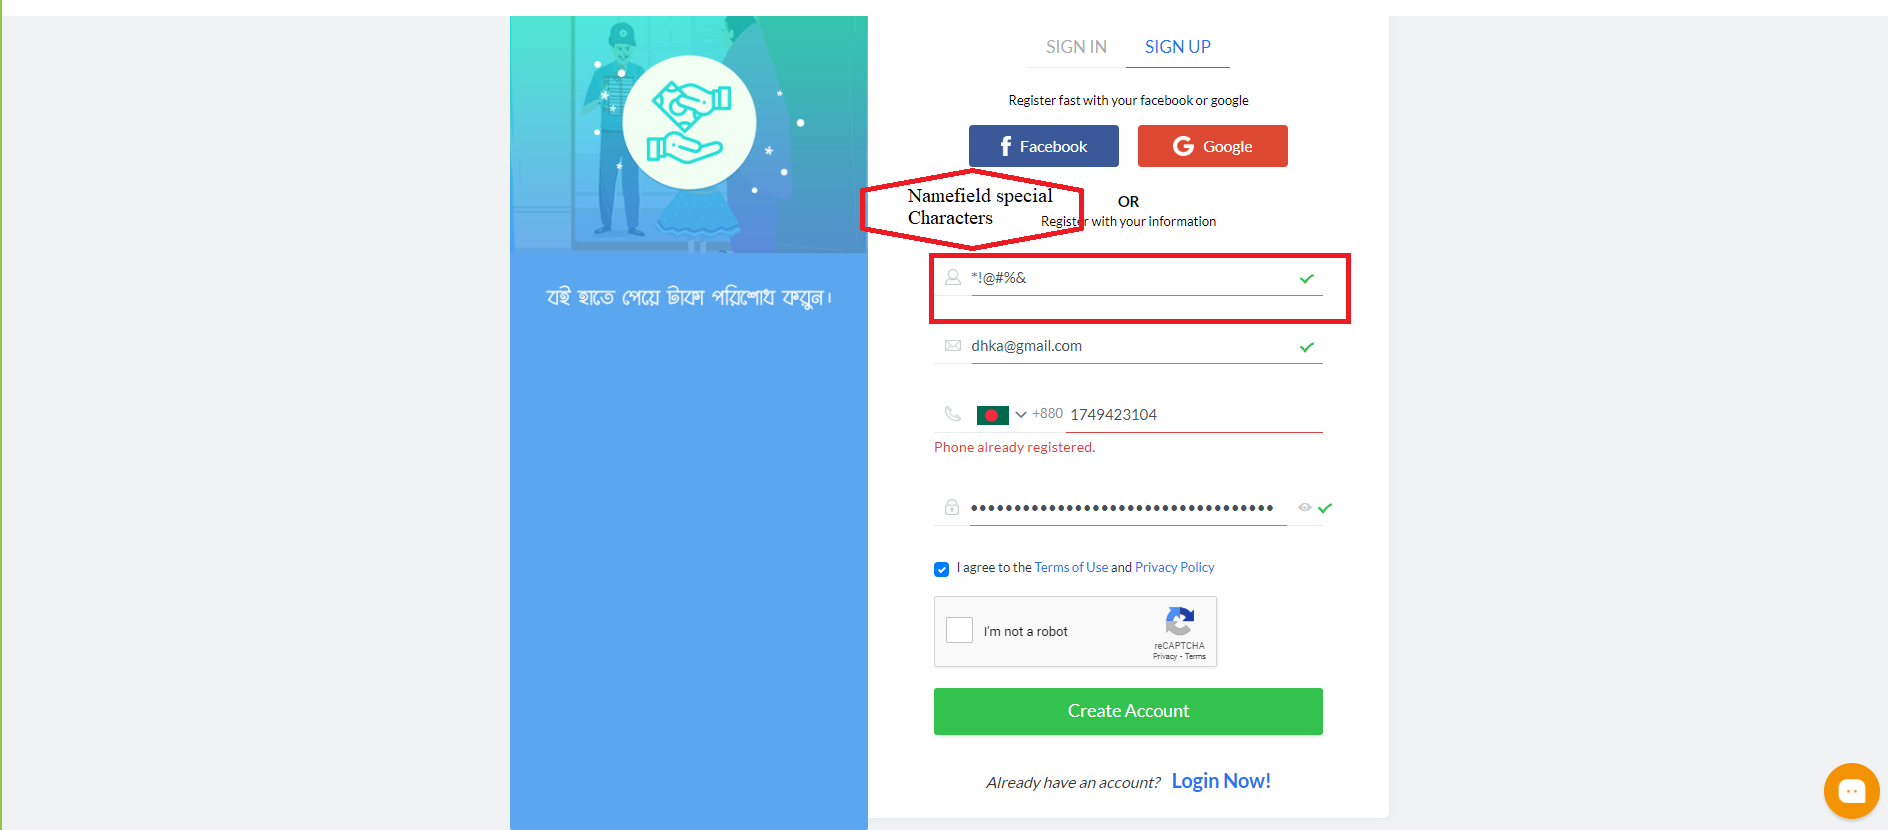 SIGN IN SIGN UP
Register fast with your facebook or google
Facebook Google
Namefield special
Characters
OR
Register with your information
*!@#%&
বই হাতে পেয়ে টাকা পরিশোধ করুন।
dhka@gmail.com
+880 1749423104
Phone already registered.
I agree to the Terms of Use and Privacy Policy
I'm not a robot
reCAPTCHA
Privacy - Terms
Create Account
Already have an account? Login Now!